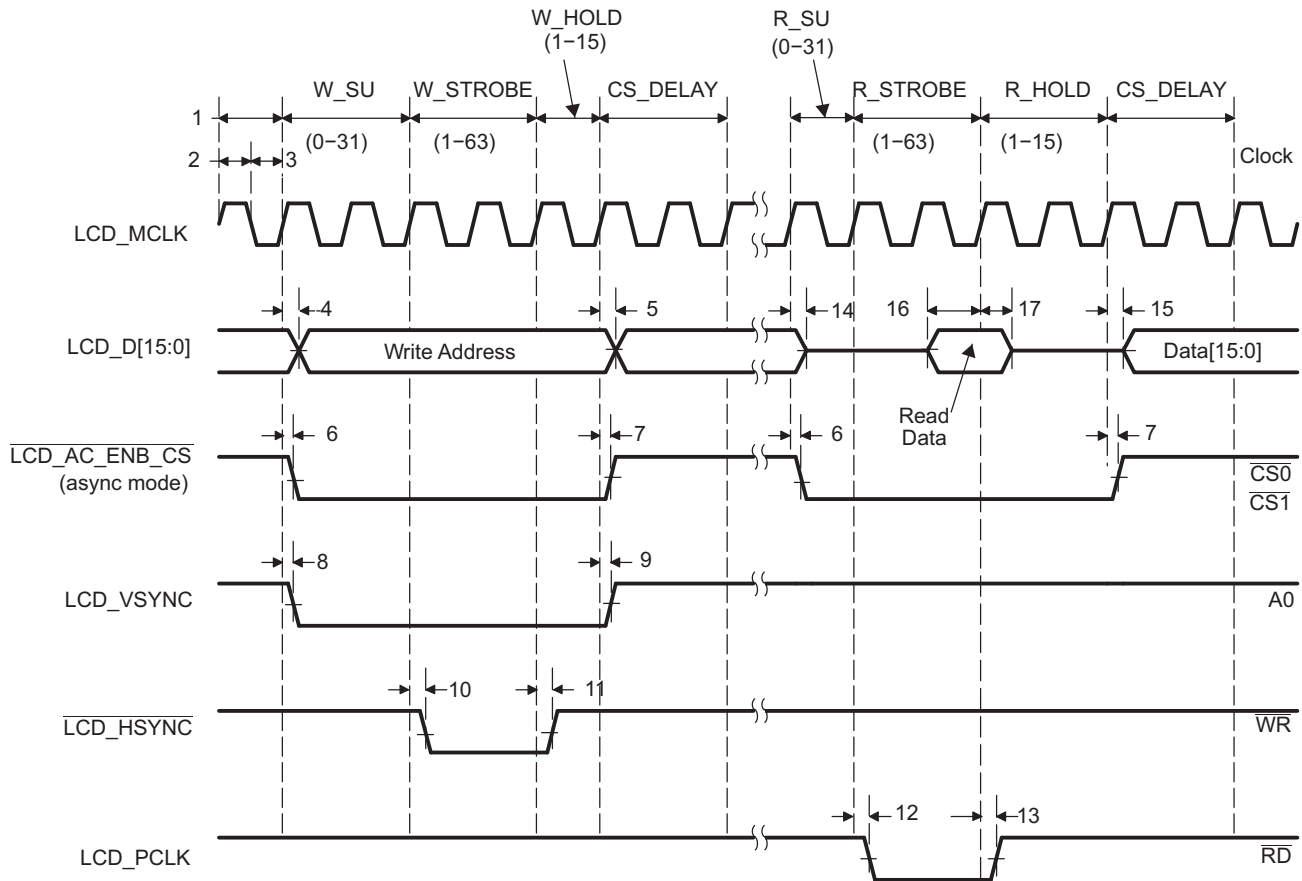 W_HOLD
(1−15)
R_SU
(0−31)
W_SU
W_STROBE
CS_DELAY
R_STROBE
R_HOLD
CS_DELAY
1
(0−31)
(1−63)
(1−63)
(1−15)
2
3
Clock
LCD_MCLK
4
5
14
16
17
15
LCD_D[15:0]
Write Address
Data[15:0]
Read
Data
6
7
6
7
LCD_AC_ENB_CS
(async mode)
CS0
CS1
8
9
LCD_VSYNC
A0
10
11
LCD_HSYNC
WR
12
13
LCD_PCLK
RD